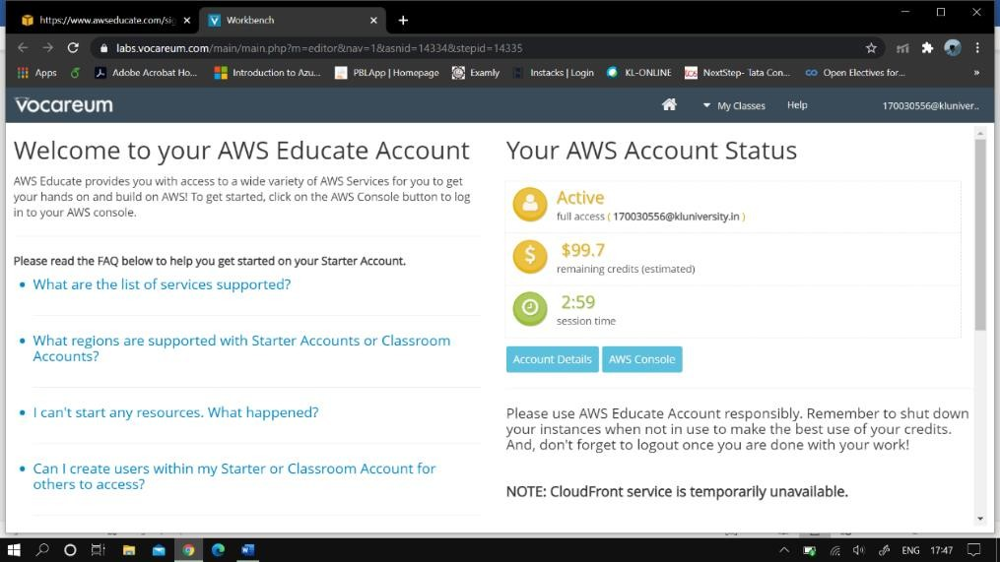 https://www.awseducate.com/sig
Workbench
labs.vocareum.com/main/main.php?m=editor&nav=1&asnid=14334&stepid=14335
Apps
Adobe Acrobat Ho...
Introduction to Azu...
PBLApp | Homepage
Examly
Instacks | Login
KL-ONLINE
NextStep- Tata Con...
Open Electives for...
»
vocareum
My Classes
Help
170030556@kluniver..
Welcome to your AWS Educate Account
AWS Educate provides you with access to a wide variety of AWS Services for you to get
your hands on and build on AWS! To get started, click on the AWS Console button to log
in to your AWS console.
Please read the FAQ below to help you get started on your Starter Account.
• What are the list of services supported?
• What regions are supported with Starter Accounts or Classroom
Accounts?
• I can't start any resources. What happened?
• Can I create users within my Starter or Classroom Account for
others to access?
Your AWS Account Status
Active
full access ( 170030556@kluniversity.in )
$99.7
remaining credits (estimated)
2:59
session time
Account Details
AWS Console
Please use AWS Educate Account responsibly. Remember to shut down
your instances when not in use to make the best use of your credits.
And, don't forget to logout once you are done with your work!
NOTE: CloudFront service is temporarily unavailable.
ENG
17:47